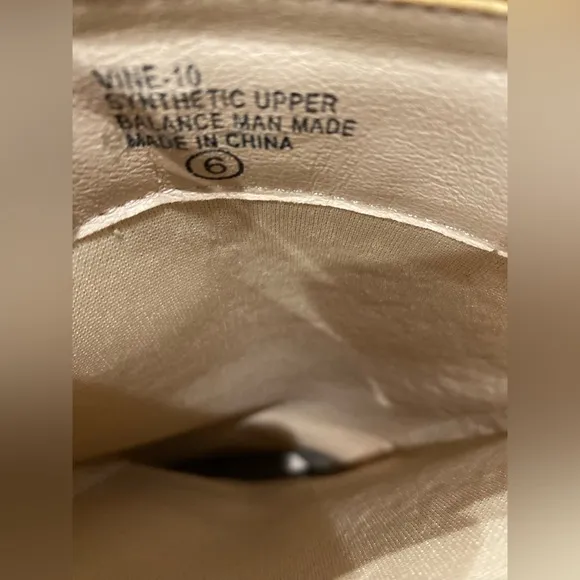 VINE-10
SYNTHETIC UPPER
BALANCE MAN MADE
MADE IN CHINA
6